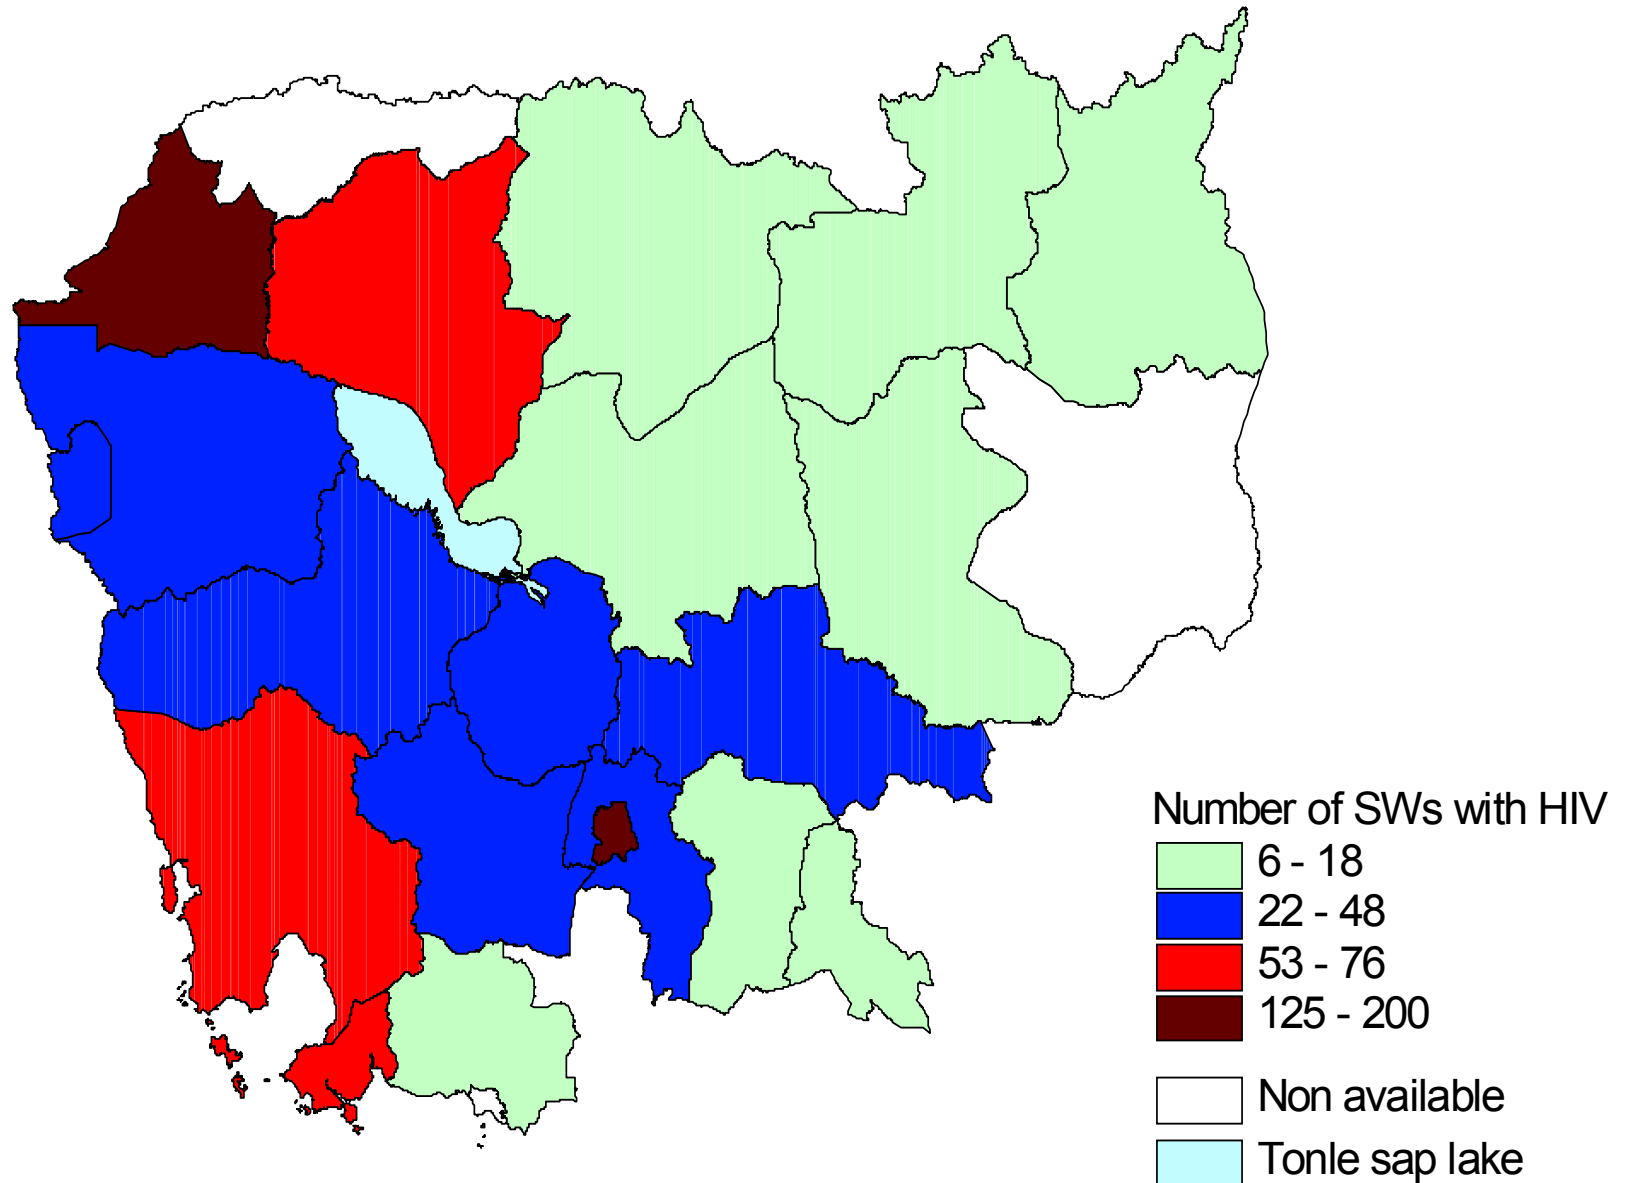 Number of SWs with HIV
6 - 18
22 - 48
53 - 76
125 - 200
Non available
Tonle sap lake